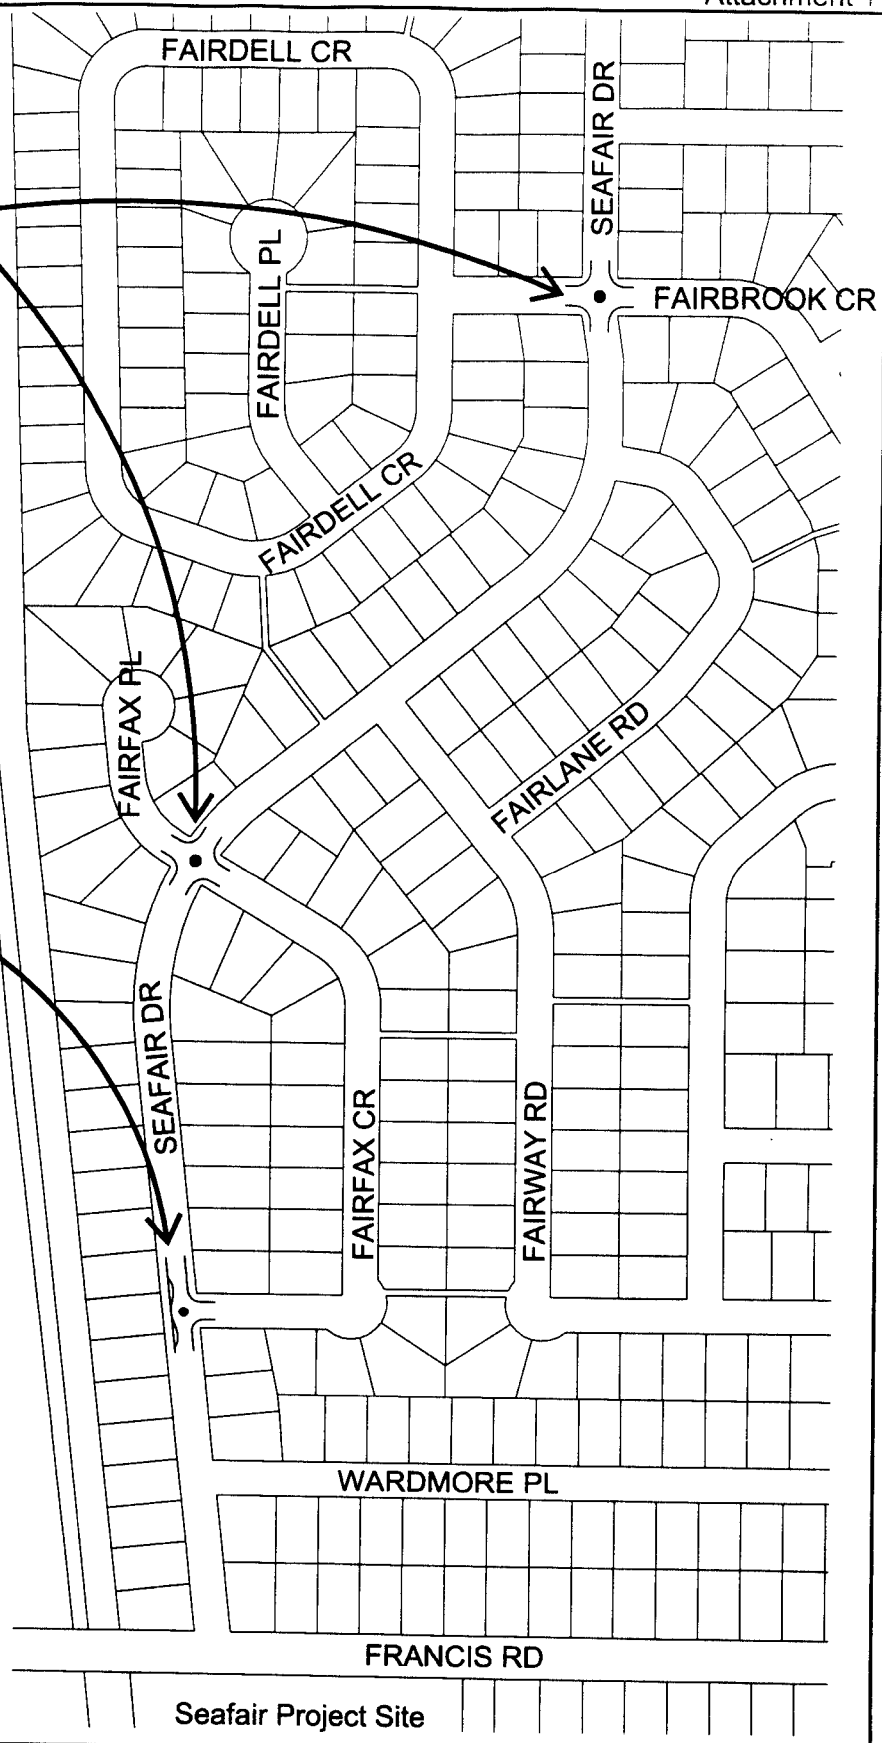 Attachment
FAIRDELL CR
SEAFAIR DR
FAIRDELL PL
FAIRBROOK CR
FAIRDELL CR
FAIRFAX PL
FAIRLANE RD
SEAFAIR DR
FAIRFAX CR
FAIRWAY RD
WARDMORE PL
FRANCIS RD
Seafair Project Site